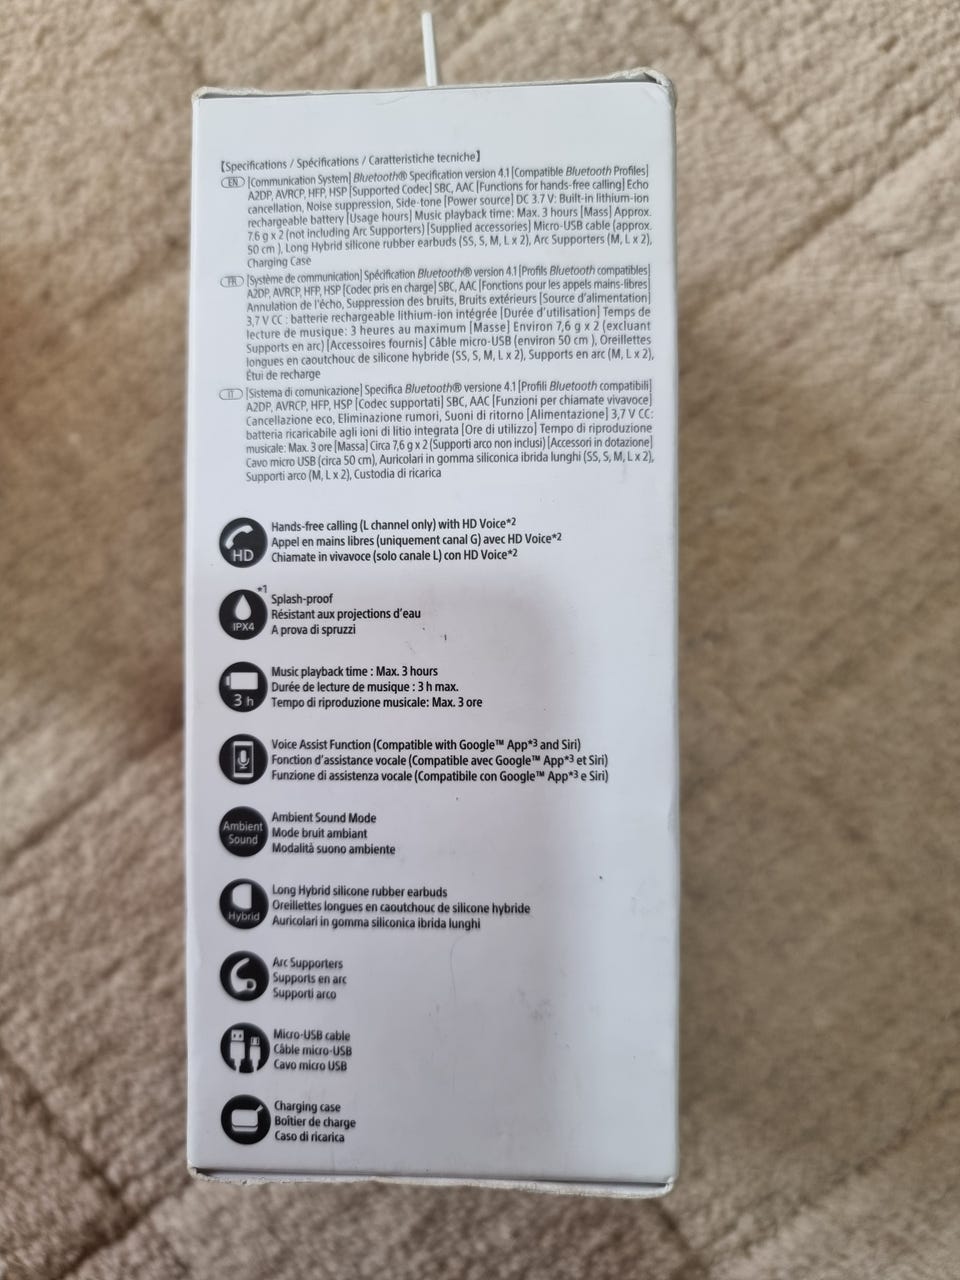 【Specifications / Spécifications / Caratteristiche tecniche】
EN [Communication System] Bluetooth® Specification version 4.1 [Compatible Bluetooth Profiles]
A2DP, AVRCP, HFP, HSP [Supported Codec] SBC, AAC [Functions for hands-free calling] Echo
cancellation, Noise suppression, Side-tone [Power source] DC 3.7 V: Built-in lithium-ion
rechargeable battery [Usage hours] Music playback time: Max. 3 hours [Mass] Approx.
7.6 g x 2 (not including Arc Supporters) [Supplied accessories] Micro-USB cable (approx.
50 cm ), Long Hybrid silicone rubber earbuds (SS, S, M, L x 2), Arc Supporters (M, L x 2),
Charging Case
FR [Système de communication] Spécification Bluetooth® version 4.1 [Profils Bluetooth compatibles]
A2DP, AVRCP, HFP, HSP [Codec pris en charge] SBC, AAC [Fonctions pour les appels mains-libres]
Annulation de l'écho, Suppression des bruits, Bruits extérieurs [Source d'alimentation]
3,7 V CC : batterie rechargeable lithium-ion intégrée [Durée d'utilisation] Temps de
lecture de musique: 3 heures au maximum [Masse] Environ 7,6 g x 2 (excluant
Supports en arc) [Accessoires fournis] Câble micro-USB (environ 50 cm ), Oreillettes
longues en caoutchouc de silicone hybride (SS, S, M, L x 2), Supports en arc (M, L x 2),
Étui de recharge
IT [Sistema di comunicazione] Specifica Bluetooth® versione 4.1 [Profili Bluetooth compatibili]
A2DP, AVRCP, HFP, HSP [Codec supportati] SBC, AAC [Funzioni per chiamate vivavoce]
Cancellazione eco, Eliminazione rumori, Suoni di ritorno [Alimentazione] 3,7 V CC:
batteria ricaricabile agli ioni di litio integrata [Ore di utilizzo] Tempo di riproduzione
musicale: Max. 3 ore [Massa] Circa 7,6 g x 2 (Supporti arco non inclusi) [Accessori in dotazione]
Cavo micro USB (circa 50 cm), Auricolari in gomma siliconica ibrida lunghi (SS, S, M, L x 2),
Supporti arco (M, L x 2), Custodia di ricarica
HD
Hands-free calling (L channel only) with HD Voice*2
Appel en mains libres (uniquement canal G) avec HD Voice*2
Chiamate in vivavoce (solo canale L) con HD Voice*2
IPX4 *1
Splash-proof
Résistant aux projections d'eau
A prova di spruzzi
3 h
Music playback time : Max. 3 hours
Durée de lecture de musique : 3 h max.
Tempo di riproduzione musicale: Max. 3 ore
Voice Assist Function (Compatible with Google™ App*3 and Siri)
Fonction d'assistance vocale (Compatible avec Google™ App*3 et Siri)
Funzione di assistenza vocale (Compatibile con Google™ App*3 e Siri)
Ambient
Sound
Ambient Sound Mode
Mode bruit ambiant
Modalità suono ambiente
Hybrid
Long Hybrid silicone rubber earbuds
Oreillettes longues en caoutchouc de silicone hybride
Auricolari in gomma siliconica ibrida lunghi
Arc Supporters
Supports en arc
Supporti arco
Micro-USB cable
Câble micro-USB
Cavo micro USB
Charging case
Boîtier de charge
Caso di ricarica